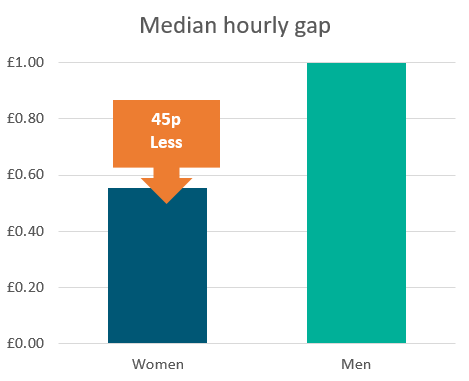 Median hourly gap
£1.00
£0.80
£0.60
£0.40
£0.20
£0.00
45p
Less
Women
Men